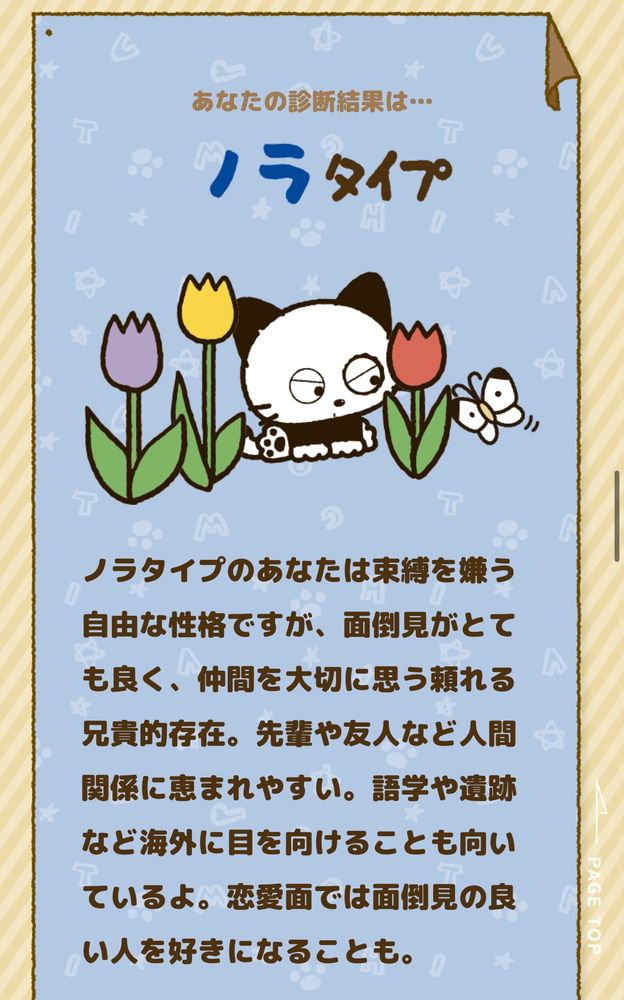 あなたの診断結果は…
ノラタイプ
ノラタイプのあなたは束縛を嫌う
自由な性格ですが、面倒見がとて
も良く、仲間を大切に思う頼れる
兄貴的存在。先輩や友人など人間
関係に恵まれやすい。語学や遺跡
など海外に目を向けることも向い
ているよ。恋愛面では面倒見の良
い人を好きになることも。
PAGE TOP